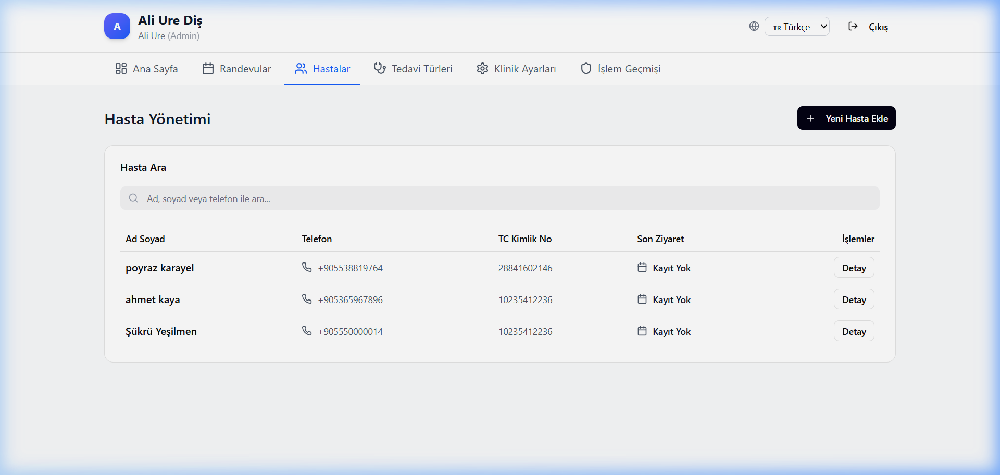 A
Ali Ure Diş
Ali Ure (Admin)
TR Türkçe
Çıkış
Ana Sayfa
Randevular
Hastalar
Tedavi Türleri
Klinik Ayarları
İşlem Geçmişi
Hasta Yönetimi
+ Yeni Hasta Ekle
Hasta Ara
Ad, soyad veya telefon ile ara...
Ad Soyad Telefon TC Kimlik No Son Ziyaret İşlemler
poyraz karayel +905538819764 28841602146 Kayıt Yok Detay
ahmet kaya +905365967896 10235412236 Kayıt Yok Detay
Şükrü Yeşilmen +905550000014 10235412236 Kayıt Yok Detay